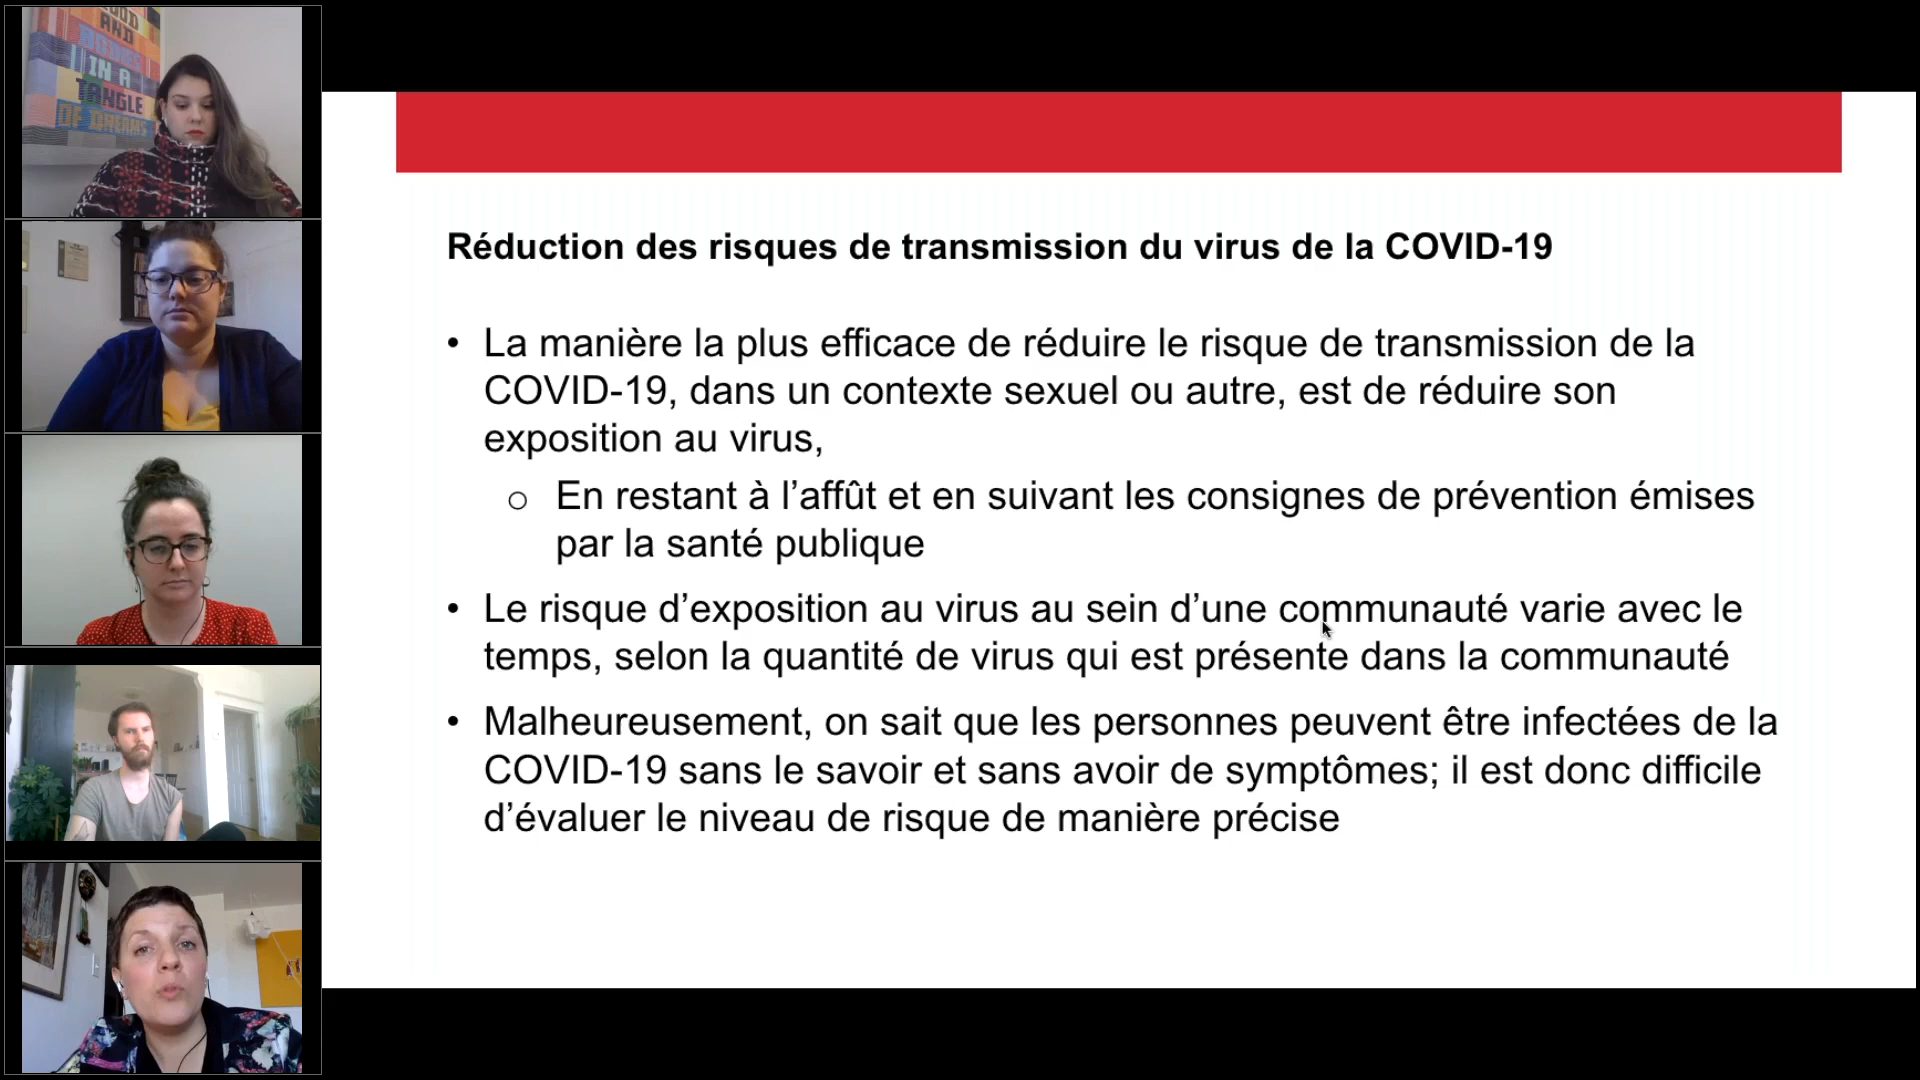 AND
IN A
TANGLE
OF DREAMS
Réduction des risques de transmission du virus de la COVID-19
• La manière la plus efficace de réduire le risque de transmission de la
COVID-19, dans un contexte sexuel ou autre, est de réduire son
exposition au virus,
o En restant à l’affût et en suivant les consignes de prévention émises
par la santé publique
• Le risque d’exposition au virus au sein d’une communauté varie avec le
temps, selon la quantité de virus qui est présente dans la communauté
• Malheureusement, on sait que les personnes peuvent être infectées de la
COVID-19 sans le savoir et sans avoir de symptômes; il est donc difficile
d’évaluer le niveau de risque de manière précise